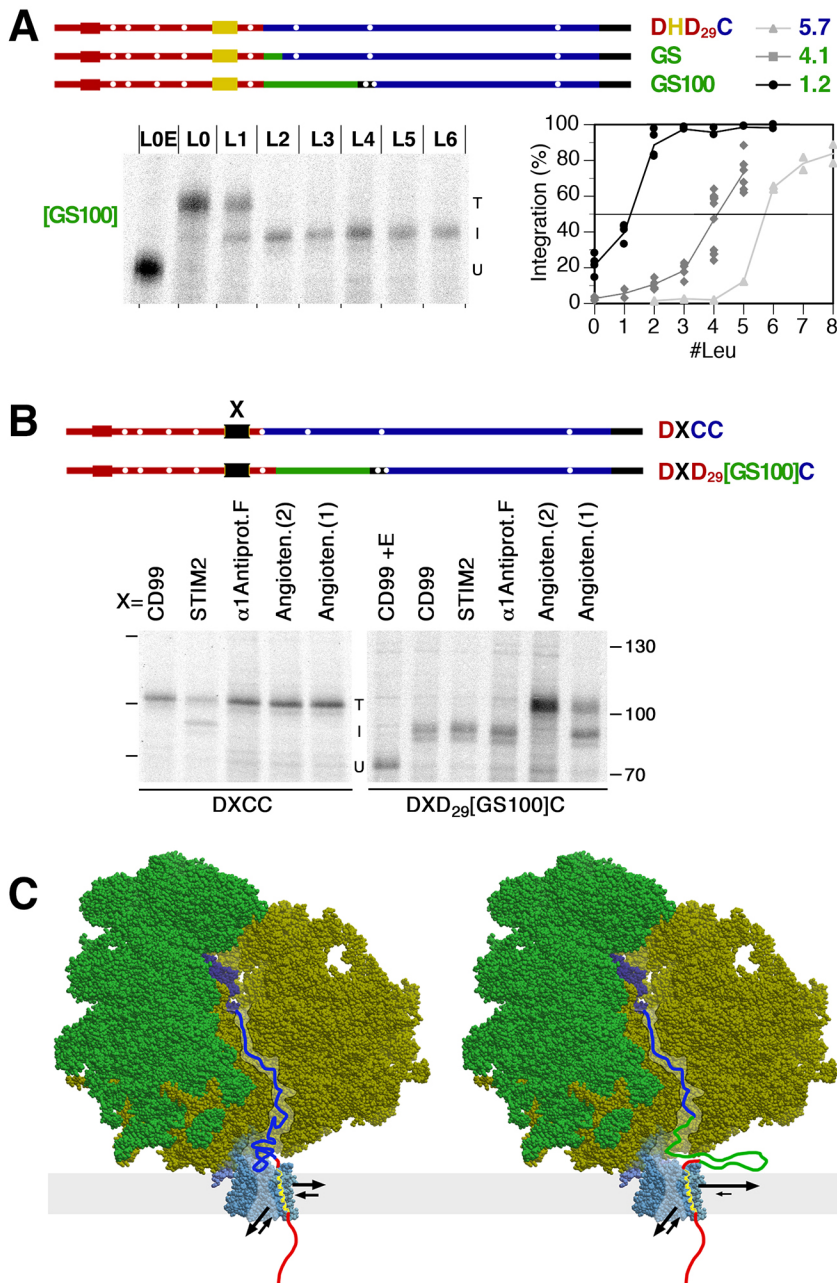 A
DHD₂₉C 5.7
GS 4.1
GS100 1.2
L0E L0 L1 L2 L3 L4 L5 L6
[GS100]
T
I
U
Integration (%)
100
80
60
40
20
0
0 1 2 3 4 5 6 7 8
#Leu
B
X
DXCC
DXD₂₉[GS100]C
X= CD99 STIM2 α1Antiprot.F Angioten.(2) Angioten.(1) CD99 +E CD99 STIM2 α1Antiprot.F Angioten.(2) Angioten.(1)
130
T 100
I
U 70
DXCC DXD₂₉[GS100]C
C